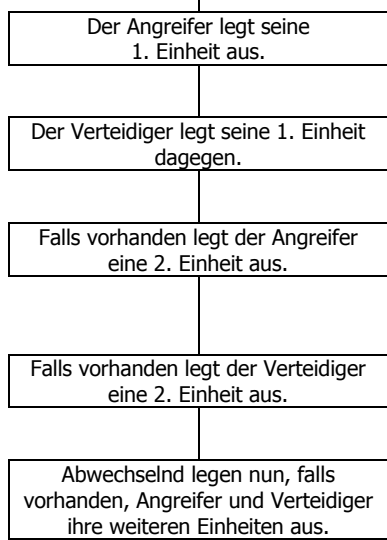 Der Angreifer legt seine
1. Einheit aus.
Der Verteidiger legt seine 1. Einheit
dagegen.
Falls vorhanden legt der Angreifer
eine 2. Einheit aus.
Falls vorhanden legt der Verteidiger
eine 2. Einheit aus.
Abwechselnd legen nun, falls
vorhanden, Angreifer und Verteidiger
ihre weiteren Einheiten aus.